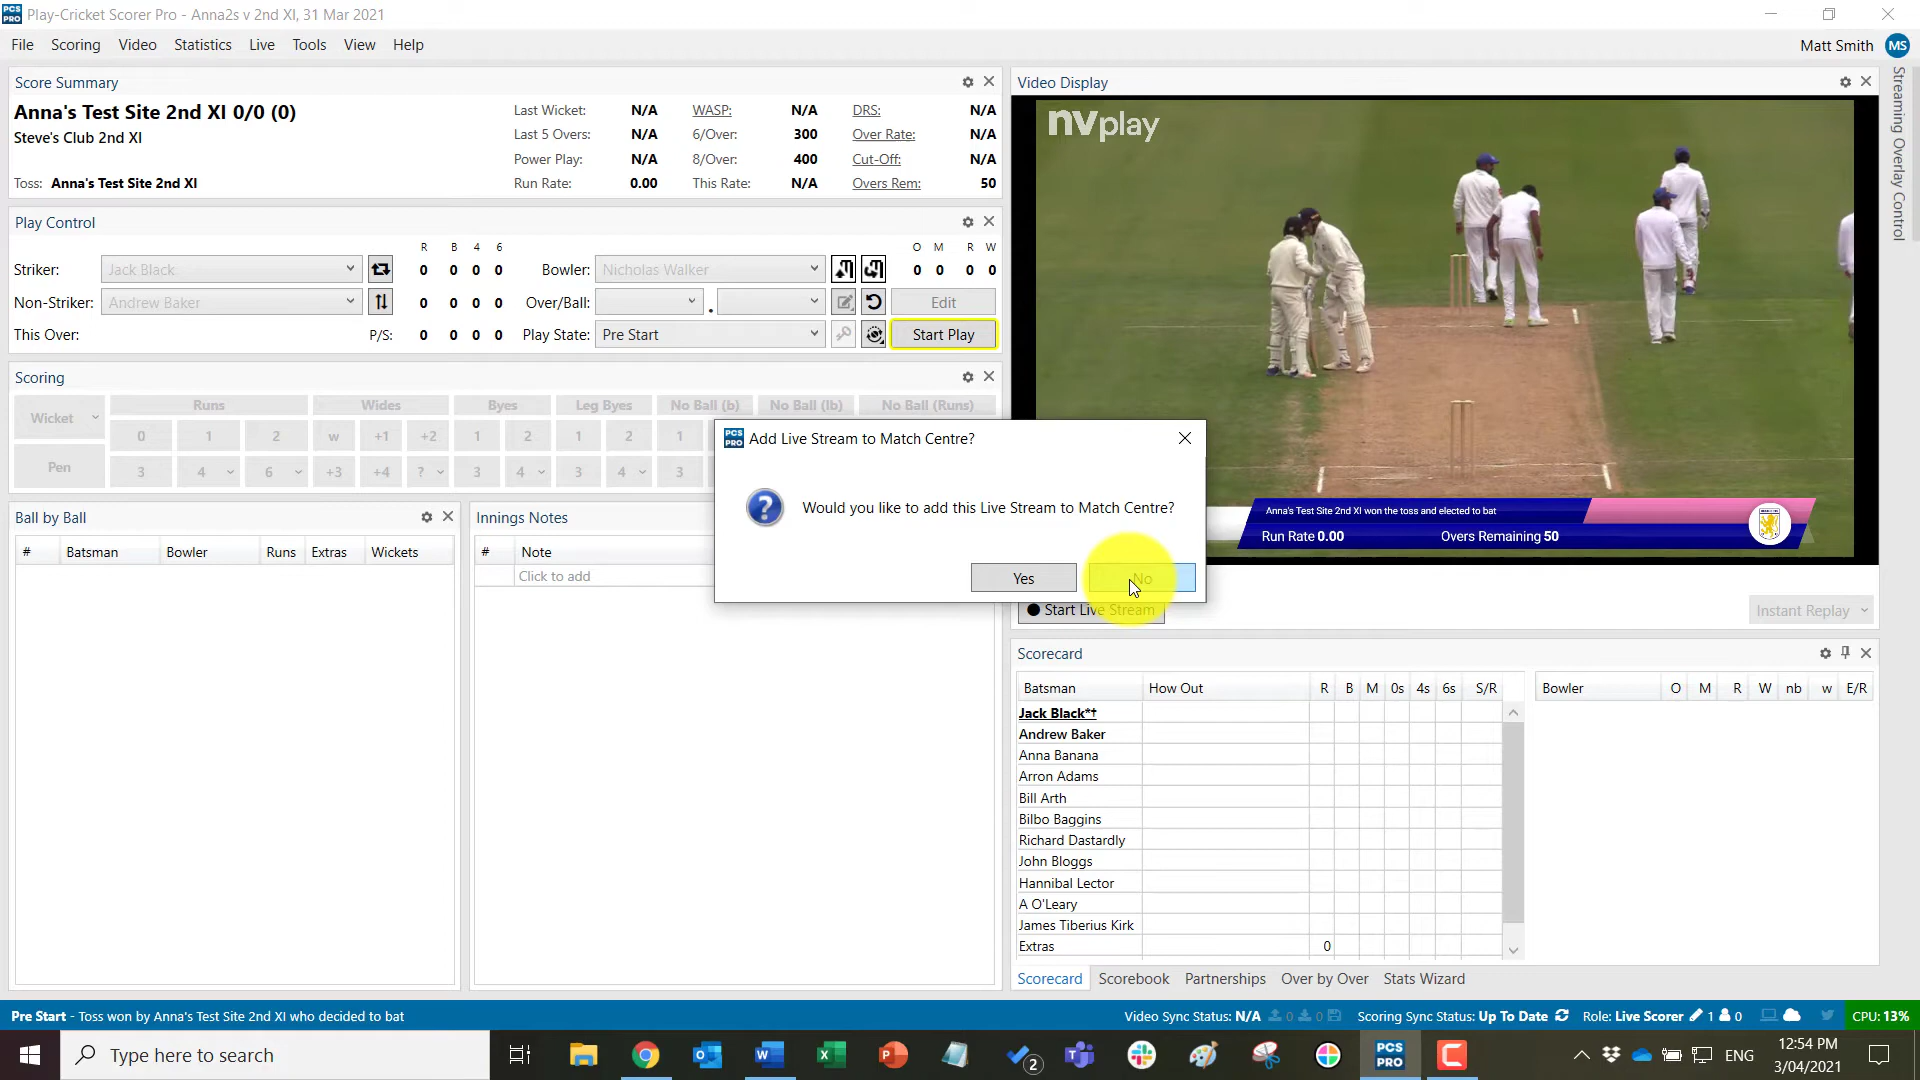 Play-Cricket Scorer Pro - Anna2s v 2nd XI, 31 Mar 2021
File Scoring Video Statistics Live Tools View Help
Matt Smith MS
Score Summary
Anna's Test Site 2nd XI 0/0 (0)
Steve's Club 2nd XI
Toss: Anna's Test Site 2nd XI
Last Wicket: N/A WASP: N/A DRS: N/A
Last 5 Overs: N/A 6/Over: 300 Over Rate: N/A
Power Play: N/A 8/Over: 400 Cut-Off: N/A
Run Rate: 0.00 This Rate: N/A Overs Rem: 50
Play Control
R B 4 6 O M R W
Striker: Jack Black 0 0 0 0 Bowler: Nicholas Walker 0 0 0 0
Non-Striker: Andrew Baker 0 0 0 0 Over/Ball: . Edit
This Over: P/S: 0 0 0 0 Play State: Pre Start Start Play
Scoring
Wicket Runs Wides Byes Leg Byes No Ball (b) No Ball (lb) No Ball (Runs)
0 1 2 w +1 +2 1 2 1 2 1
Pen 3 4 6 +3 +4 ? 3 4 3 4 3
Ball by Ball
# Batsman Bowler Runs Extras Wickets
Innings Notes
# Note
Click to add
PCS PRO Add Live Stream to Match Centre?
Would you like to add this Live Stream to Match Centre?
Yes No
Video Display
nvplay
Anna's Test Site 2nd XI won the toss and elected to bat
Run Rate 0.00 Overs Remaining 50
Start Live Stream Instant Replay
Streaming Overlay Control
Scorecard
Batsman How Out R B M 0s 4s 6s S/R
Bowler O M R W nb w E/R
Jack Black*†
Andrew Baker
Anna Banana
Arron Adams
Bill Arth
Bilbo Baggins
Richard Dastardly
John Bloggs
Hannibal Lector
A O'Leary
James Tiberius Kirk
Extras 0
Scorecard Scorebook Partnerships Over by Over Stats Wizard
Pre Start - Toss won by Anna's Test Site 2nd XI who decided to bat
Video Sync Status: N/A 0 0 Scoring Sync Status: Up To Date Role: Live Scorer 1 0 CPU: 13%
Type here to search
2
PCS PRO
ENG
12:54 PM
3/04/2021